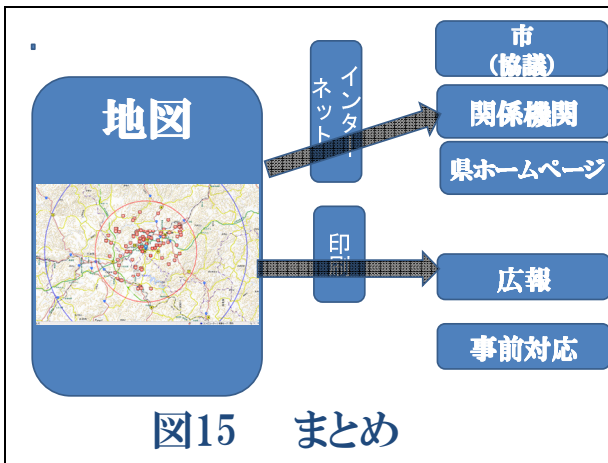 地図
インターネット
印刷
市
(協議)
関係機関
県ホームページ
広報
事前対応
図15 まとめ